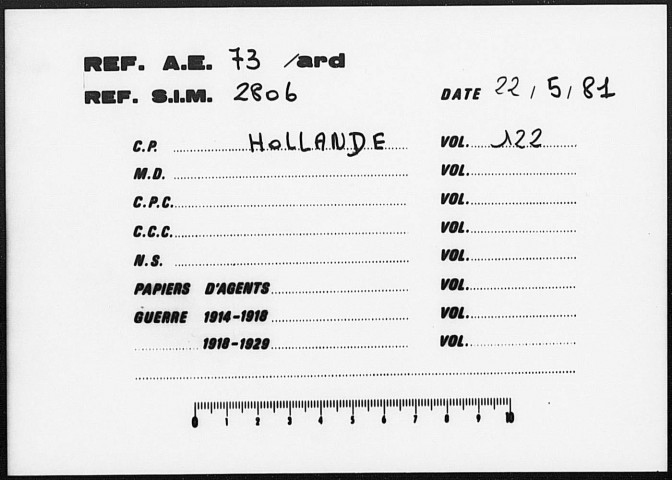 REF. A.E. 73 /ard
REF. S.I.M. 2806 DATE 22/5/81
C.P. HOLLANDE VOL. 122
M.D. VOL.
C.P.C. VOL.
C.C.C. VOL.
N.S. VOL.
PAPIERS D'AGENTS VOL.
GUERRE 1914-1918 VOL.
1918-1929 VOL.
0 1 2 3 4 5 6 7 8 9 10